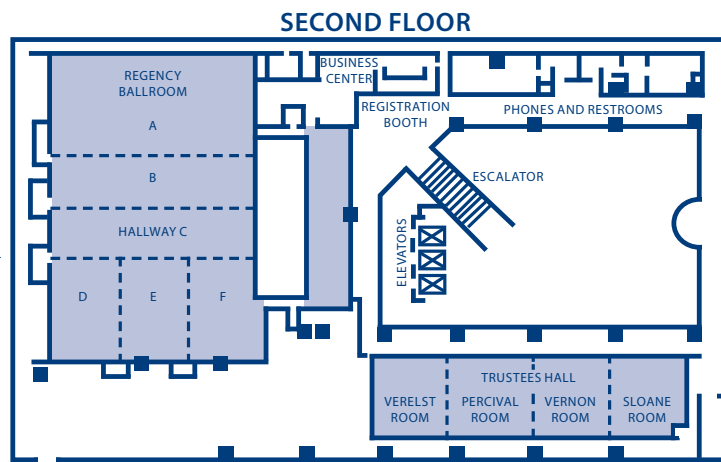 SECOND FLOOR
BUSINESS
CENTER
REGENCY
BALLROOM
REGISTRATION
BOOTH
PHONES AND RESTROOMS
A
B
ESCALATOR
HALLWAY C
ELEVATORS
D E F
TRUSTEES HALL
VERELST
ROOM
PERCIVAL
ROOM
VERNON
ROOM
SLOANE
ROOM